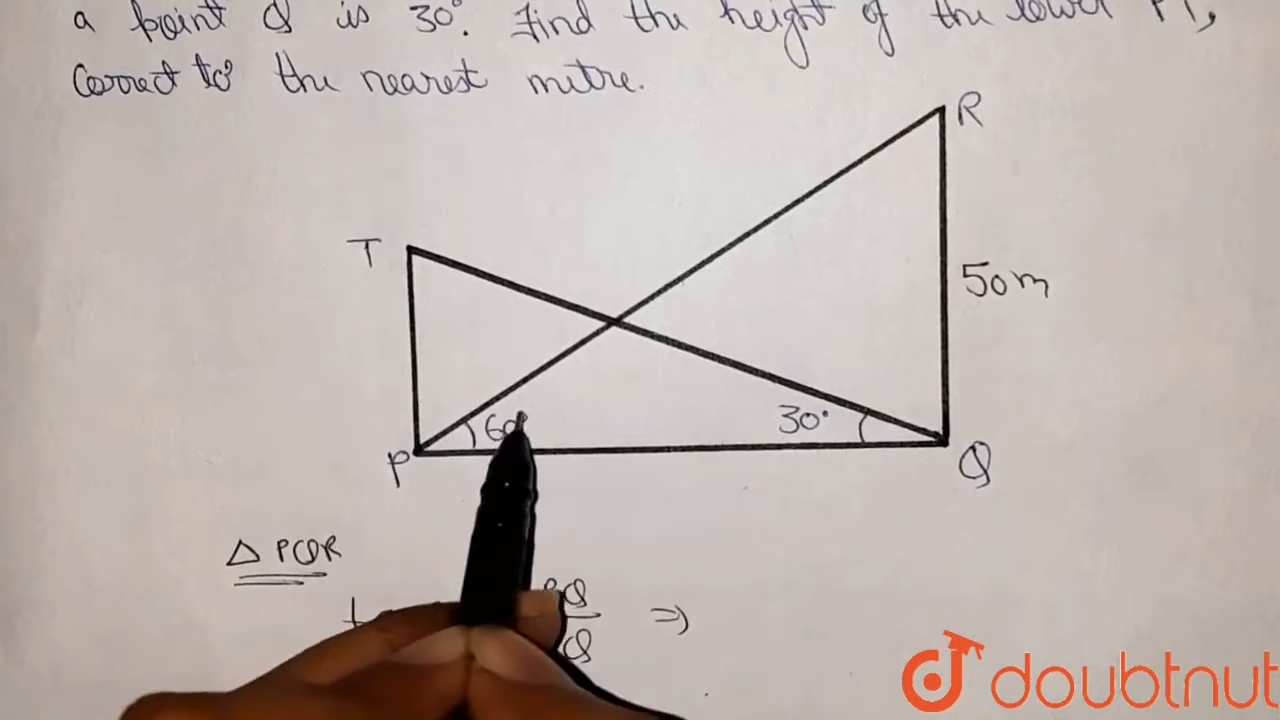 a point Q is 30°. Find the height of the tower PT,
correct to the nearest metre.
R
T
50m
60°
30°
P
Q
△ PQR
Q
Q
⇒
doubtnut